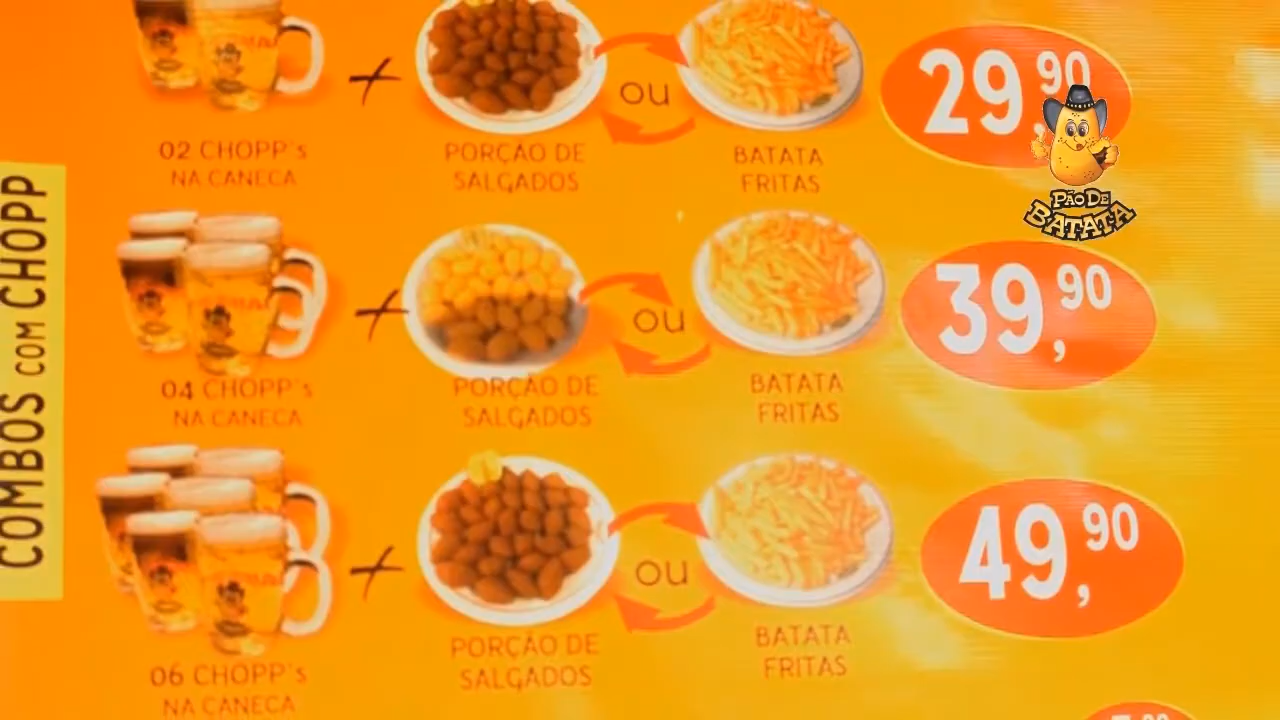 COMBOS COM CHOPP
+
OU
29,90
02 CHOPP's
NA CANECA
PORÇÃO DE
SALGADOS
BATATA
FRITAS
PÃO DE
BATATA
+
OU
39,90
04 CHOPP's
NA CANECA
PORÇÃO DE
SALGADOS
BATATA
FRITAS
+
OU
49,90
06 CHOPP's
NA CANECA
PORÇÃO DE
SALGADOS
BATATA
FRITAS